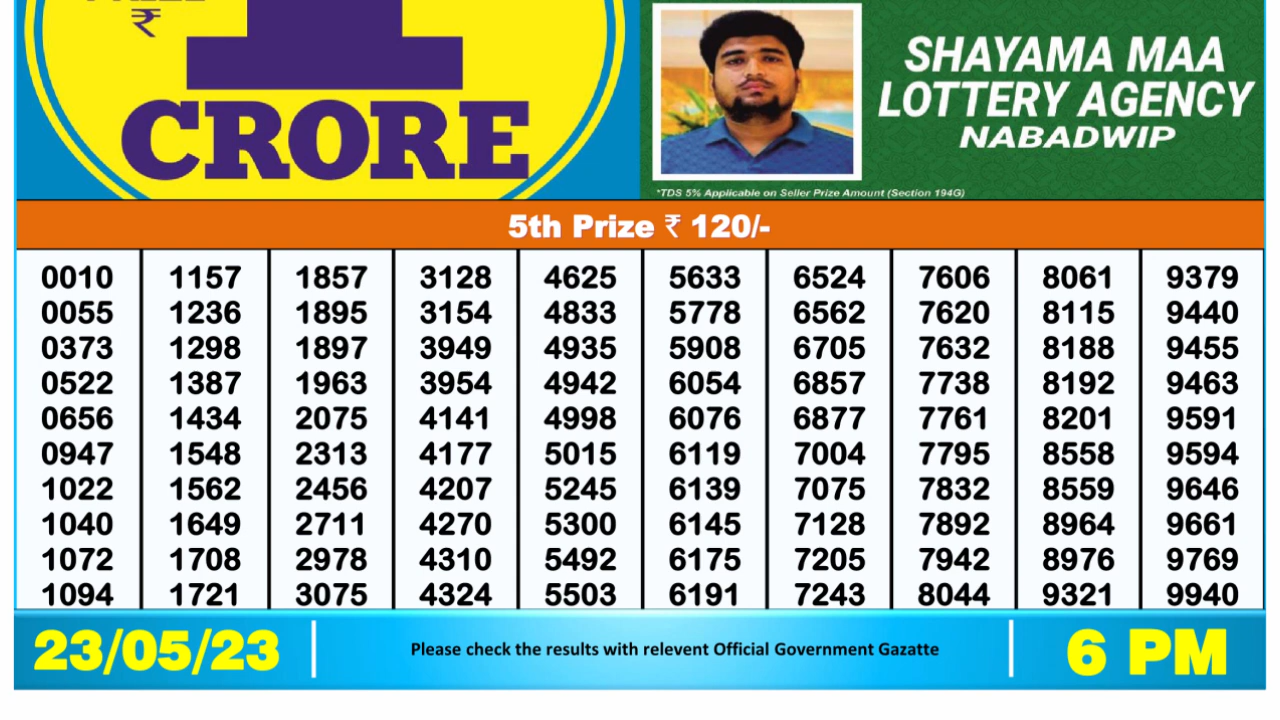 ₹
CRORE
SHAYAMA MAA
LOTTERY AGENCY
NABADWIP
*TDS 5% Applicable on Seller Prize Amount (Section 194G)
5th Prize ₹ 120/-
0010 1157 1857 3128 4625 5633 6524 7606 8061 9379
0055 1236 1895 3154 4833 5778 6562 7620 8115 9440
0373 1298 1897 3949 4935 5908 6705 7632 8188 9455
0522 1387 1963 3954 4942 6054 6857 7738 8192 9463
0656 1434 2075 4141 4998 6076 6877 7761 8201 9591
0947 1548 2313 4177 5015 6119 7004 7795 8558 9594
1022 1562 2456 4207 5245 6139 7075 7832 8559 9646
1040 1649 2711 4270 5300 6145 7128 7892 8964 9661
1072 1708 2978 4310 5492 6175 7205 7942 8976 9769
1094 1721 3075 4324 5503 6191 7243 8044 9321 9940
23/05/23
Please check the results with relevent Official Government Gazatte
6 PM